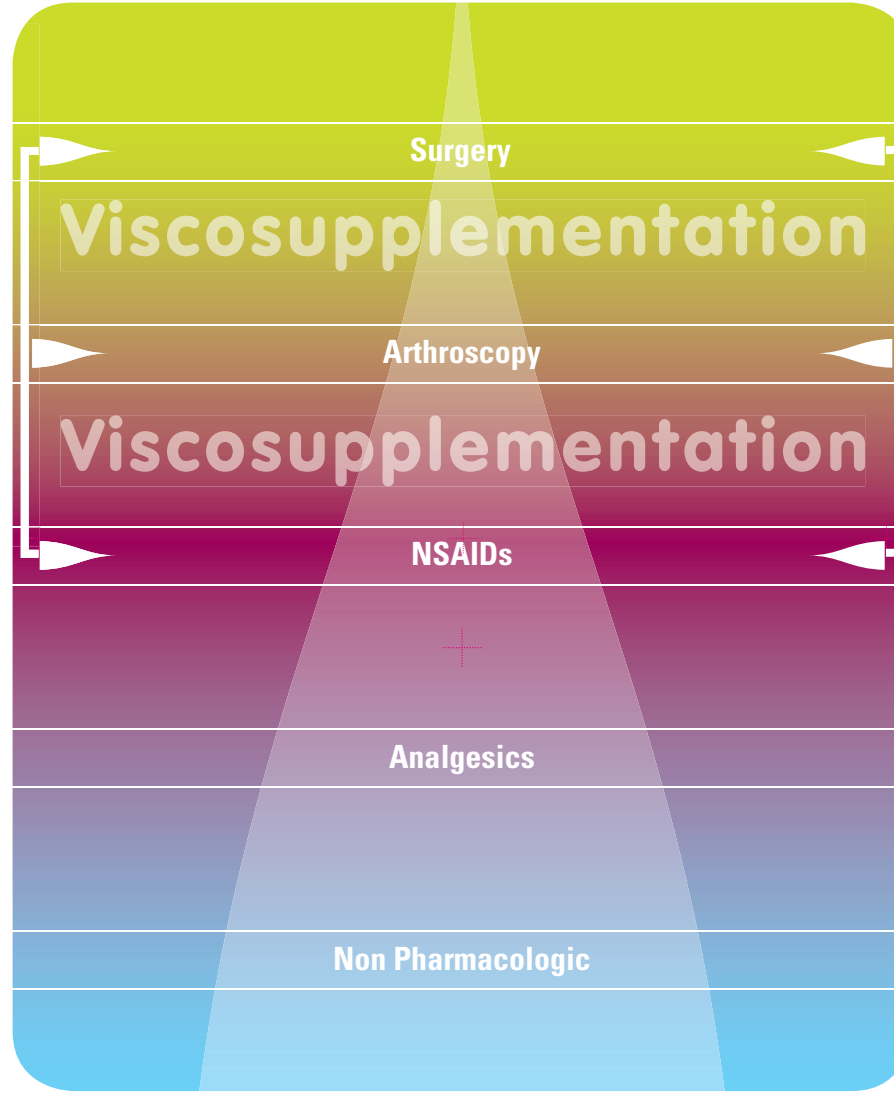 Surgery
Viscosupplementation
Arthroscopy
Viscosupplementation
NSAIDs
Analgesics
Non Pharmacologic